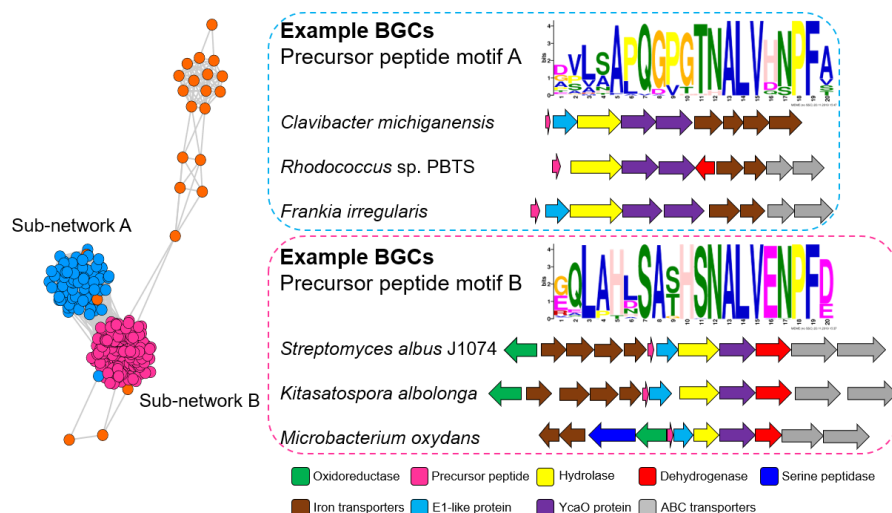 Sub-network A
Sub-network B
Example BGCs
Precursor peptide motif A
bits
Clavibacter michiganensis
Rhodococcus sp. PBTS
Frankia irregularis
Example BGCs
Precursor peptide motif B
bits
Streptomyces albus J1074
Kitasatospora albolonga
Microbacterium oxydans
Oxidoreductase Precursor peptide Hydrolase Dehydrogenase Serine peptidase
Iron transporters E1-like protein YcaO protein ABC transporters